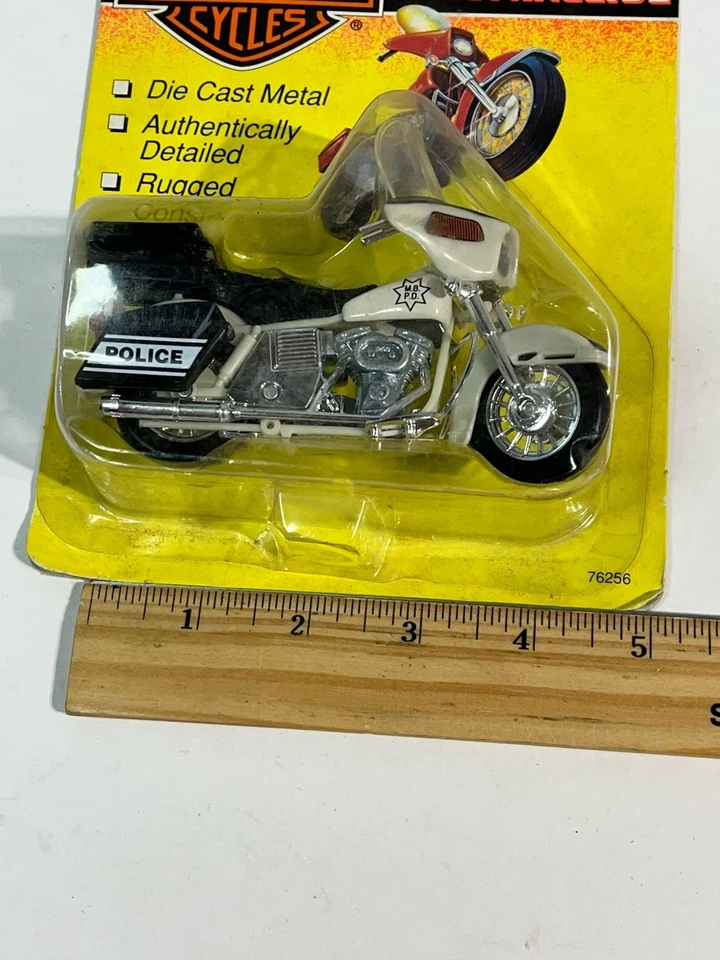 CYCLES
®
Die Cast Metal
Authentically
Detailed
Rugged
M.B.
P.D.
POLICE
76256
1 2 3 4 5
S